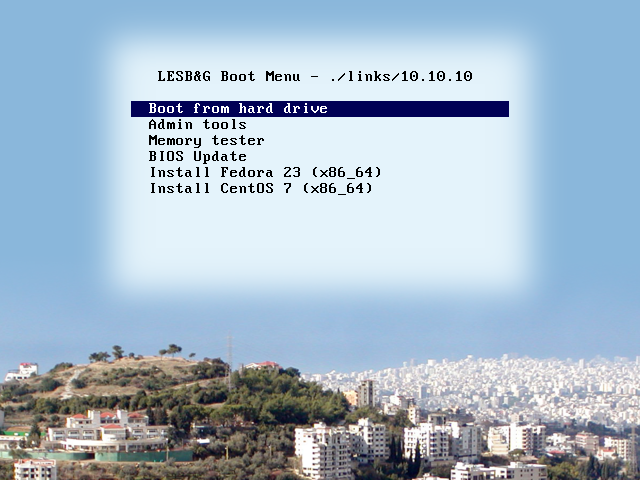 LESB&G Boot Menu - ./links/10.10.10
Boot from hard drive
Admin tools
Memory tester
BIOS Update
Install Fedora 23 (x86_64)
Install CentOS 7 (x86_64)